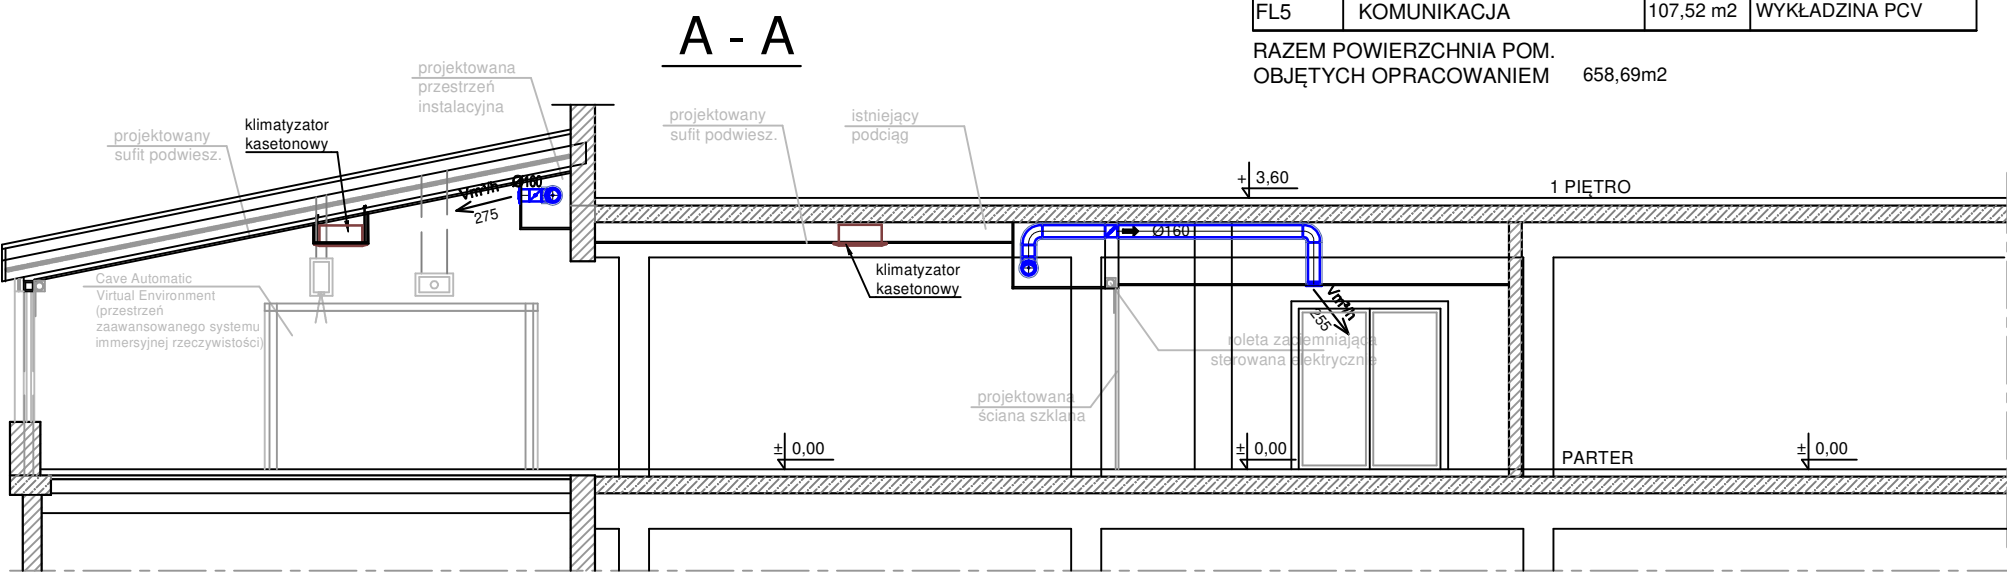 FL5 KOMUNIKACJA 107,52 m2 WYKŁADZINA PCV
A - A
RAZEM POWIERZCHNIA POM.
OBJĘTYCH OPRACOWANIEM 658,69m2
projektowana
przestrzeń
instalacyjna
projektowany
sufit podwiesz.
istniejący
podciąg
klimatyzator
kasetonowy
projektowany
sufit podwiesz.
Vm³/h
275
Ø160
+ 3,60
1 PIĘTRO
Ø160
klimatyzator
kasetonowy
Cave Automatic
Virtual Environment
(przestrzeń
zaawansowanego systemu
immersyjnej rzeczywistości)
Vm³/h
255
roleta zaciemniająca
sterowana elektrycznie
projektowana
ściana szklana
± 0,00
± 0,00
PARTER
± 0,00